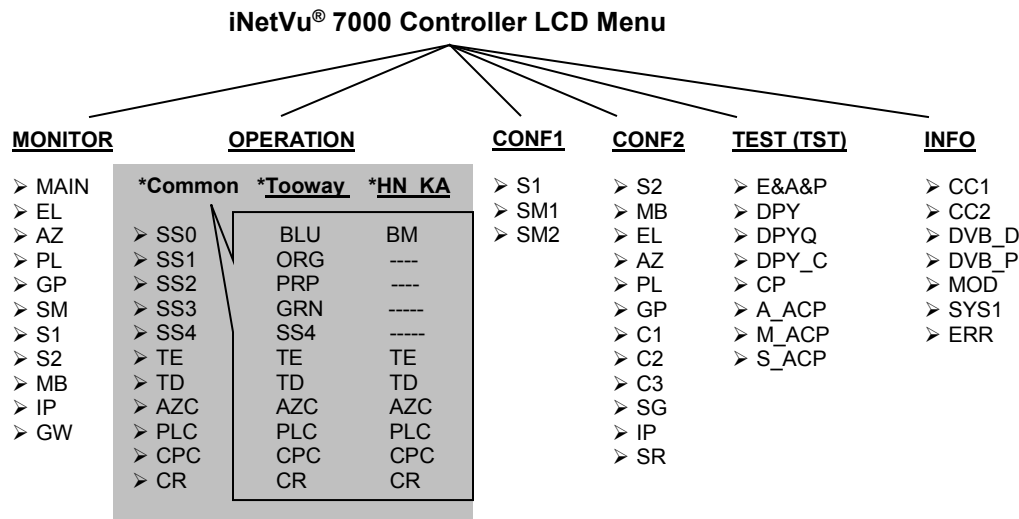 iNetVu® 7000 Controller LCD Menu
MONITOR OPERATION CONF1 CONF2 TEST (TST) INFO
➢ MAIN *Common *Tooway *HN_KA ➢ S1 ➢ S2 ➢ E&A&P ➢ CC1
➢ EL ➢ SM1 ➢ MB ➢ DPY ➢ CC2
➢ AZ ➢ SS0 BLU BM ➢ SM2 ➢ EL ➢ DPYQ ➢ DVB_D
➢ PL ➢ SS1 ORG ---- ➢ AZ ➢ DPY_C ➢ DVB_P
➢ GP ➢ SS2 PRP ---- ➢ PL ➢ CP ➢ MOD
➢ SM ➢ SS3 GRN ----- ➢ GP ➢ A_ACP ➢ SYS1
➢ S1 ➢ SS4 SS4 ----- ➢ C1 ➢ M_ACP ➢ ERR
➢ S2 ➢ TE TE TE ➢ C2 ➢ S_ACP
➢ MB ➢ TD TD TD ➢ C3
➢ IP ➢ AZC AZC AZC ➢ SG
➢ GW ➢ PLC PLC PLC ➢ IP
➢ CPC CPC CPC ➢ SR
➢ CR CR CR